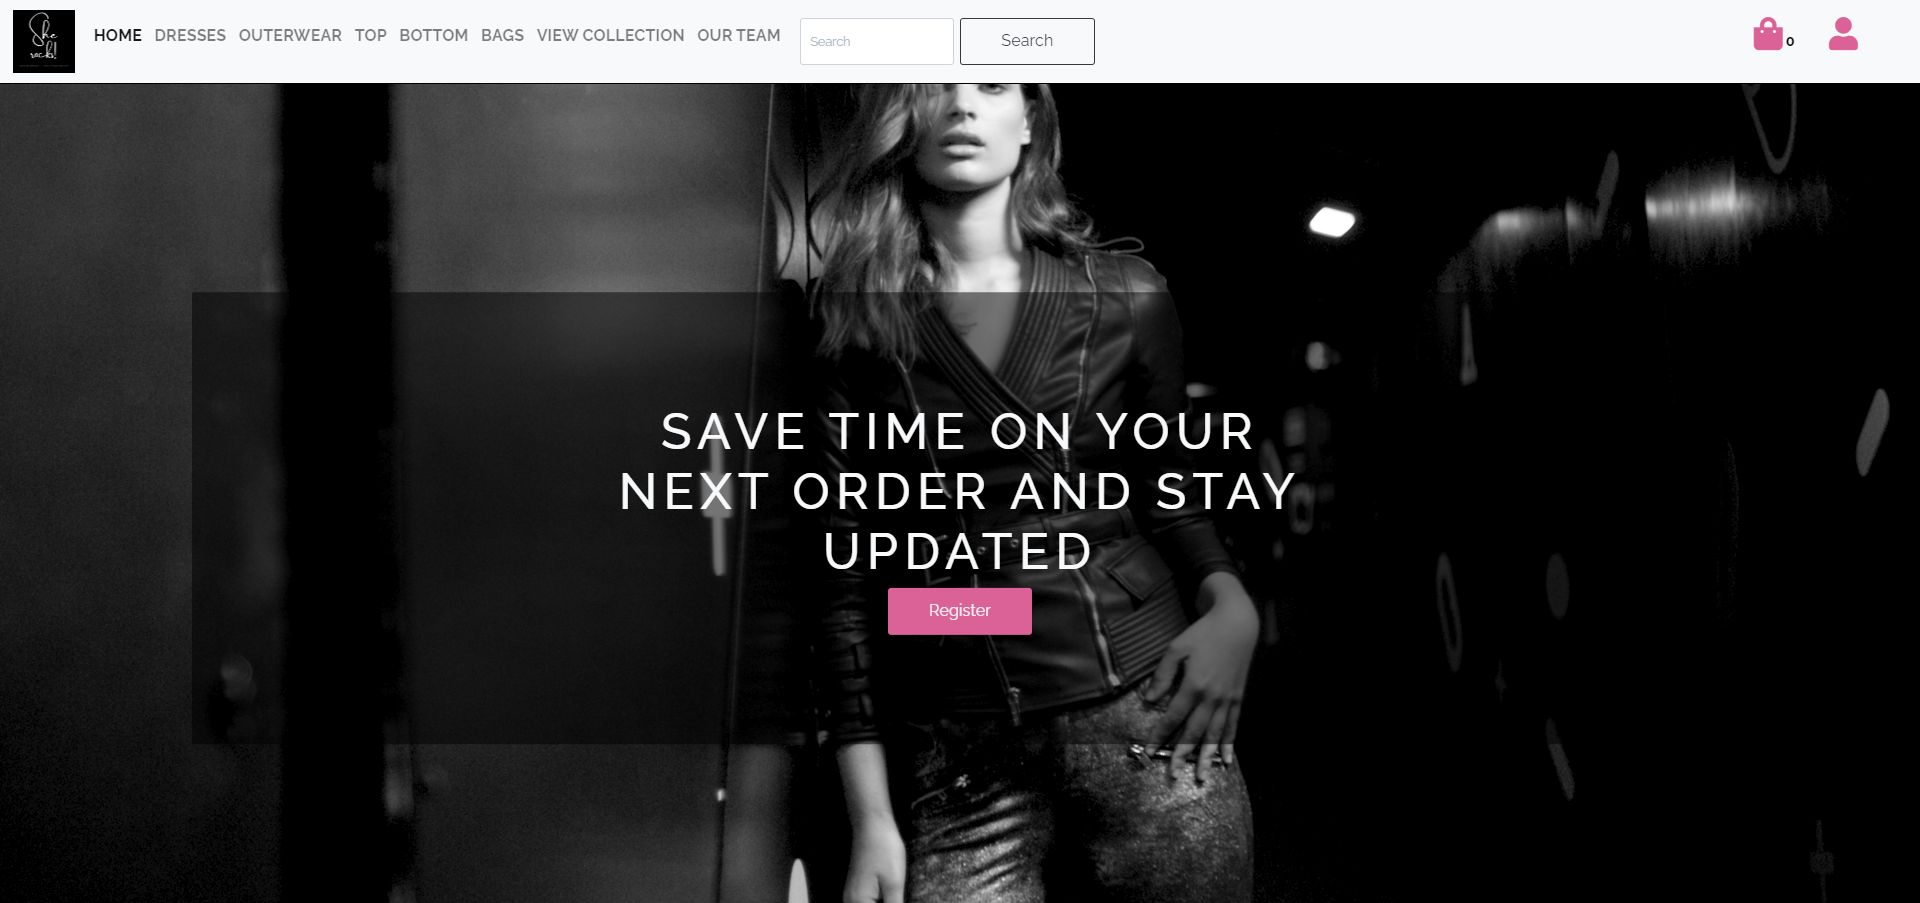 She
rocks!
HOME DRESSES OUTERWEAR TOP BOTTOM BAGS VIEW COLLECTION OUR TEAM Search Search 0
SAVE TIME ON YOUR
NEXT ORDER AND STAY
UPDATED
Register